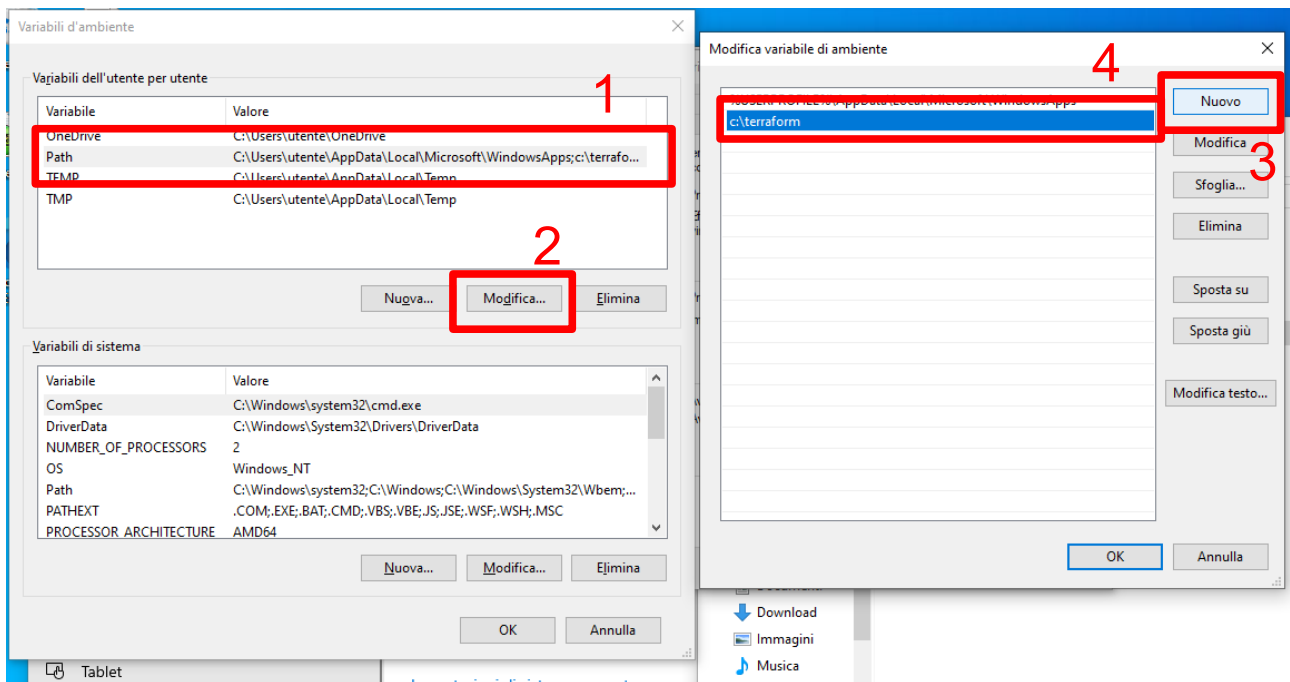 Variabili d'ambiente
Variabili dell'utente per utente
1
Variabile Valore
OneDrive C:\Users\utente\OneDrive
Path C:\Users\utente\AppData\Local\Microsoft\WindowsApps;c:\terrafo...
TEMP C:\Users\utente\AppData\Local\Temp
TMP C:\Users\utente\AppData\Local\Temp
2
Nuova... Modifica... Elimina
Variabili di sistema
Variabile Valore
ComSpec C:\Windows\system32\cmd.exe
DriverData C:\Windows\System32\Drivers\DriverData
NUMBER_OF_PROCESSORS 2
OS Windows_NT
Path C:\Windows\system32;C:\Windows;C:\Windows\System32\Wbem;...
PATHEXT .COM;.EXE;.BAT;.CMD;.VBS;.VBE;.JS;.JSE;.WSF;.WSH;.MSC
PROCESSOR_ARCHITECTURE AMD64
Nuova... Modifica... Elimina
OK Annulla
Tablet
Modifica variabile di ambiente
4
%USERPROFILE%\AppData\Local\Microsoft\WindowsApps
c:\terraform
Nuovo
Modifica
3
Sfoglia...
Elimina
Sposta su
Sposta giù
Modifica testo...
OK Annulla
Download
Immagini
Musica